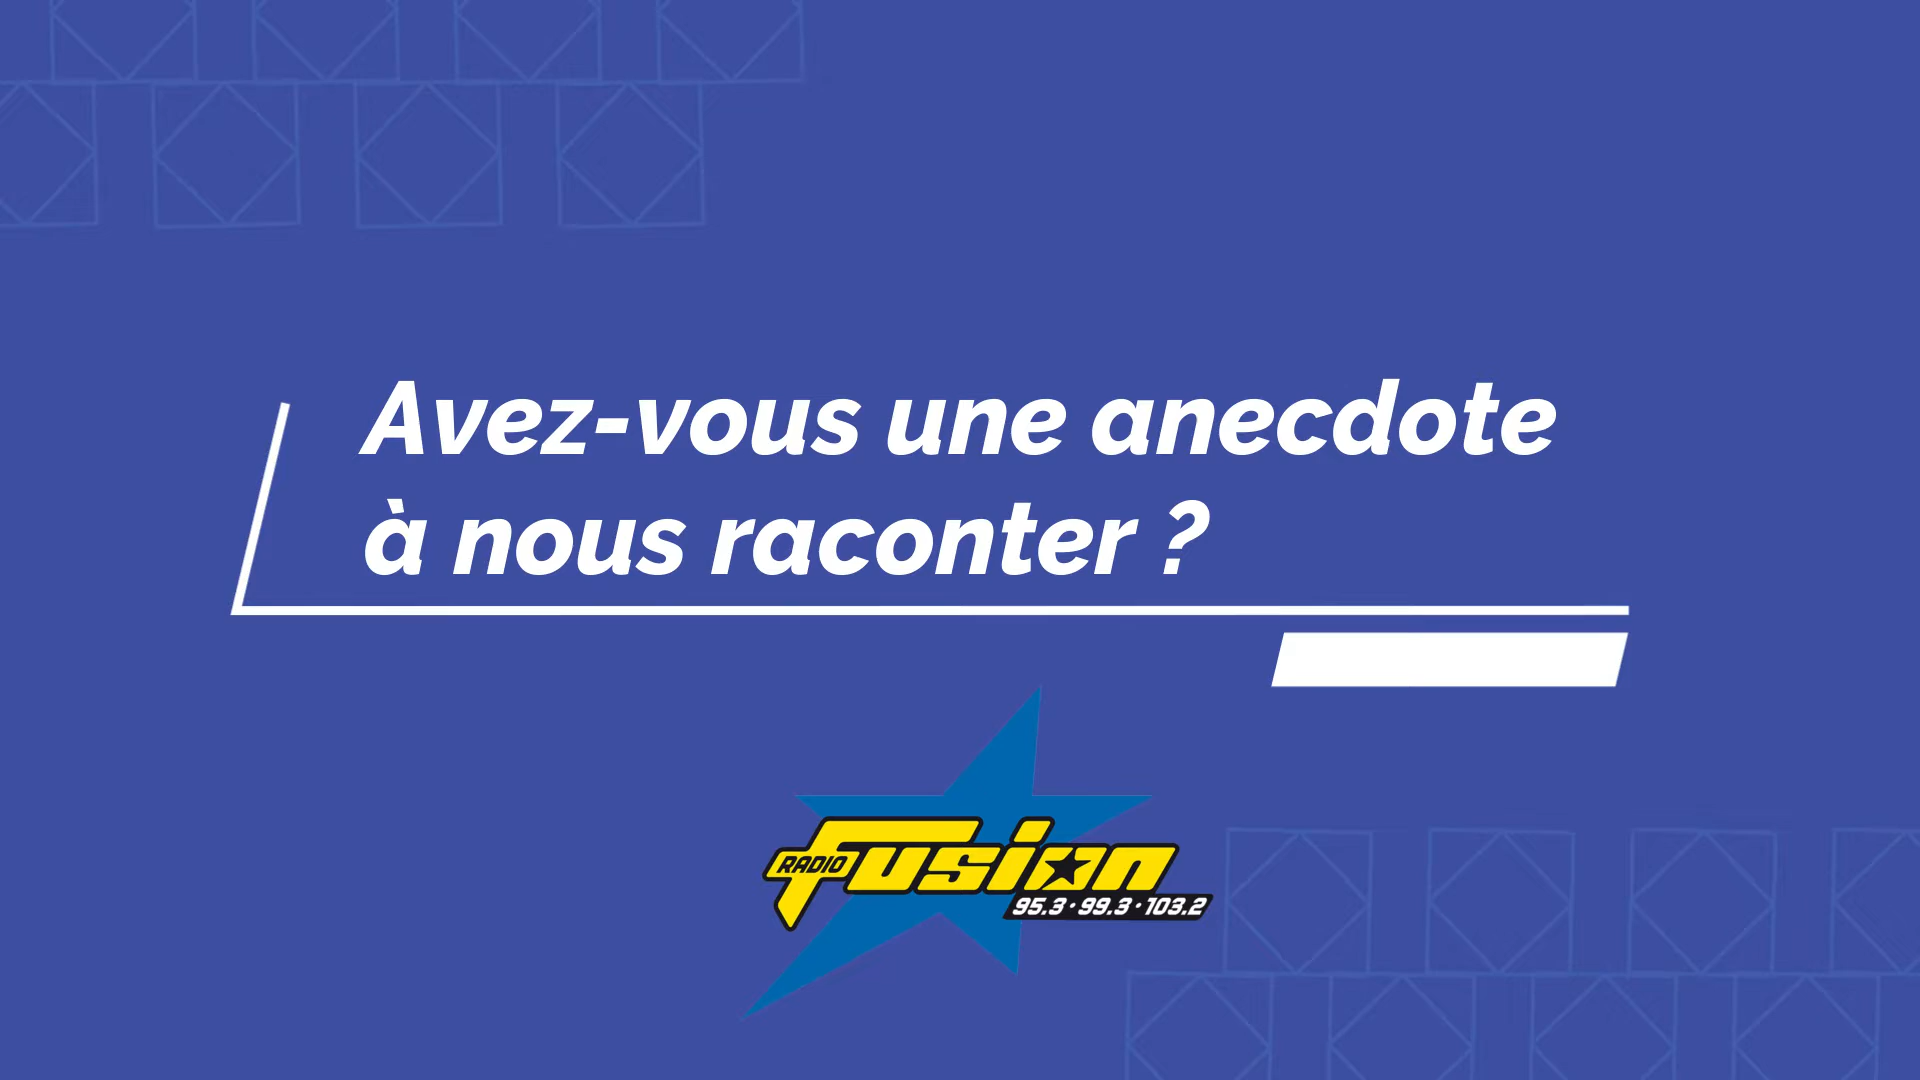 Avez-vous une anecdote
à nous raconter ?
RADIO Fusion
95.3 • 99.3 • 103.2